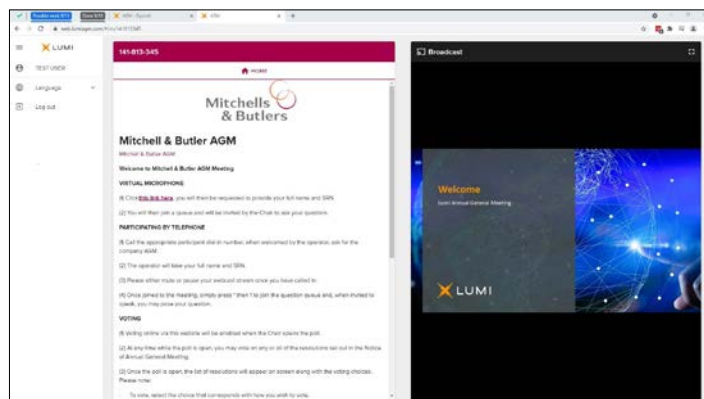 AGM
web.lumiagm.com
LUMI
TEST USER
Language
Log out
141-813-345
HOME
Mitchells
& Butlers
Mitchell & Butler AGM
Mitchell & Butler AGM
Welcome to Mitchell & Butler AGM Meeting
VIRTUAL MICROPHONE
(1) Click this link here, you will then be requested to provide your full name and SRN.
(2) You will then join a queue and will be invited by the Chair to ask your question.
PARTICIPATING BY TELEPHONE
(1) Call the appropriate participant dial-in number, when welcomed by the operator, ask for the
company AGM.
(2) The operator will take your full name and SRN.
(3) Please either mute or pause your webcast stream once you have called in.
(4) Once joined to the meeting, simply press * then 1 to join the question queue and, when invited to
speak, you may pose your question.
VOTING
(1) Voting online via this website will be enabled when the Chair opens the poll.
(2) At any time while the poll is open, you may vote on any or all of the resolutions set out in the Notice
of Annual General Meeting.
(3) Once the poll is open, the list of resolutions will appear on screen along with the voting choices.
Please note:
- To vote, select the choice that corresponds with how you wish to vote.
Broadcast
Welcome
Lumi Annual General Meeting
LUMI